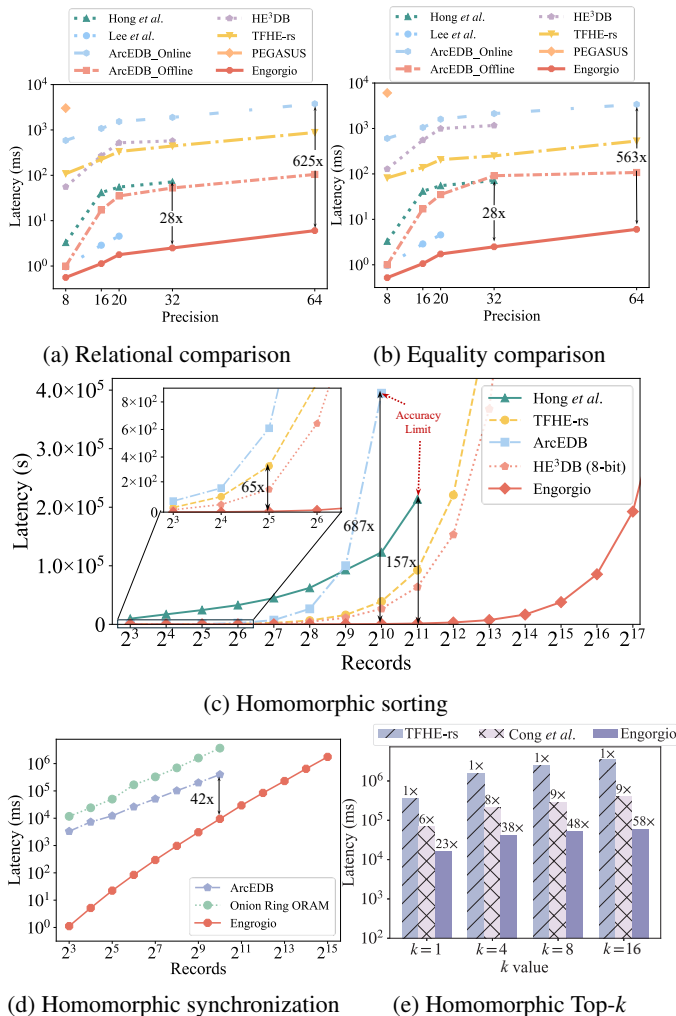 Hong et al.
Lee et al.
ArcEDB_Online
ArcEDB_Offline
HE³DB
TFHE-rs
PEGASUS
Engorgio
Latency (ms)
10⁴
10³
10²
10¹
10⁰
625x
28x
8
16
20
32
64
Precision
(a) Relational comparison
Hong et al.
Lee et al.
ArcEDB_Online
ArcEDB_Offline
HE³DB
TFHE-rs
PEGASUS
Engorgio
Latency (ms)
10⁴
10³
10²
10¹
10⁰
563x
28x
8
16
20
32
64
Precision
(b) Equality comparison
Latency (s)
4.0×10⁵
3.0×10⁵
2.0×10⁵
1.0×10⁵
0
8×10²
6×10²
4×10²
2×10²
0
65x
2³
2⁴
2⁵
2⁶
Accuracy
Limit
687x
157x
Hong et al.
TFHE-rs
ArcEDB
HE³DB (8-bit)
Engorgio
2³ 2⁴ 2⁵ 2⁶ 2⁷ 2⁸ 2⁹ 2¹⁰ 2¹¹ 2¹² 2¹³ 2¹⁴ 2¹⁵ 2¹⁶ 2¹⁷
Records
(c) Homomorphic sorting
Latency (ms)
10⁶
10⁵
10⁴
10³
10²
10¹
10⁰
42x
ArcEDB
Onion Ring ORAM
Engrogio
2³ 2⁵ 2⁷ 2⁹ 2¹¹ 2¹³ 2¹⁵
Records
(d) Homomorphic synchronization
TFHE-rs Cong et al. Engorgio
Latency (ms)
10⁶
10⁵
10⁴
10³
10²
1× 6× 23×
1× 8× 38×
1× 9× 48×
1× 9× 58×
k=1 k=4 k=8 k=16
k value
(e) Homomorphic Top-k